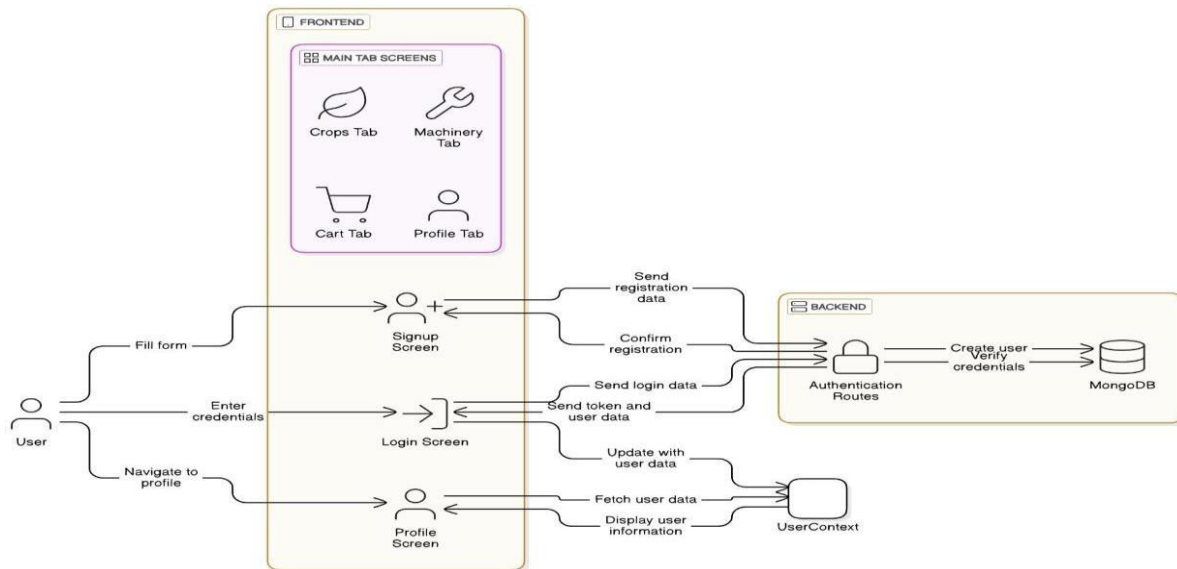 FRONTEND
MAIN TAB SCREENS
Crops Tab
Machinery
Tab
Cart Tab
Profile Tab
Send
registration
data
BACKEND
Signup
Screen
Fill form
Confirm
registration
Create user
Verify
credentials
Authentication
Routes
MongoDB
Send login data
User
Enter
credentials
Login Screen
Send token and
user data
Update with
user data
Navigate to
profile
Fetch user data
Profile
Screen
Display user
information
UserContext